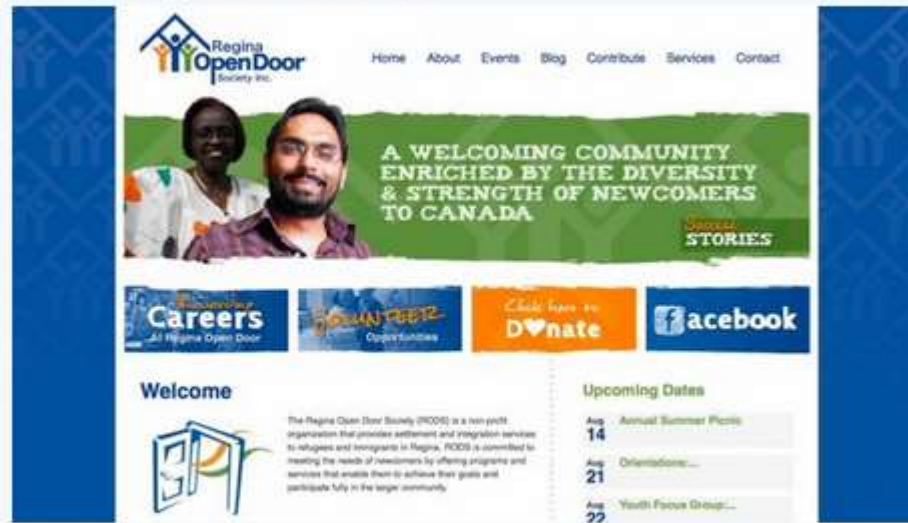 Regina
Open Door
Society Inc.
Home About Events Blog Contribute Services Contact
A WELCOMING COMMUNITY
ENRICHED BY THE DIVERSITY
& STRENGTH OF NEWCOMERS
TO CANADA
Success
STORIES
Careers
At Regina Open Door
VOLUNTEER
Opportunities
Click here to
Donate
facebook
Welcome
The Regina Open Door Society (RODS) is a non-profit
organization that provides settlement and integration services
to refugees and immigrants in Regina. RODS is committed to
meeting the needs of newcomers by offering programs and
services that enable them to achieve their goals and
participate fully in the larger community.
Upcoming Dates
Aug
14
Annual Summer Picnic
Aug
21
Orientations:...
Aug
22
Youth Focus Group:...